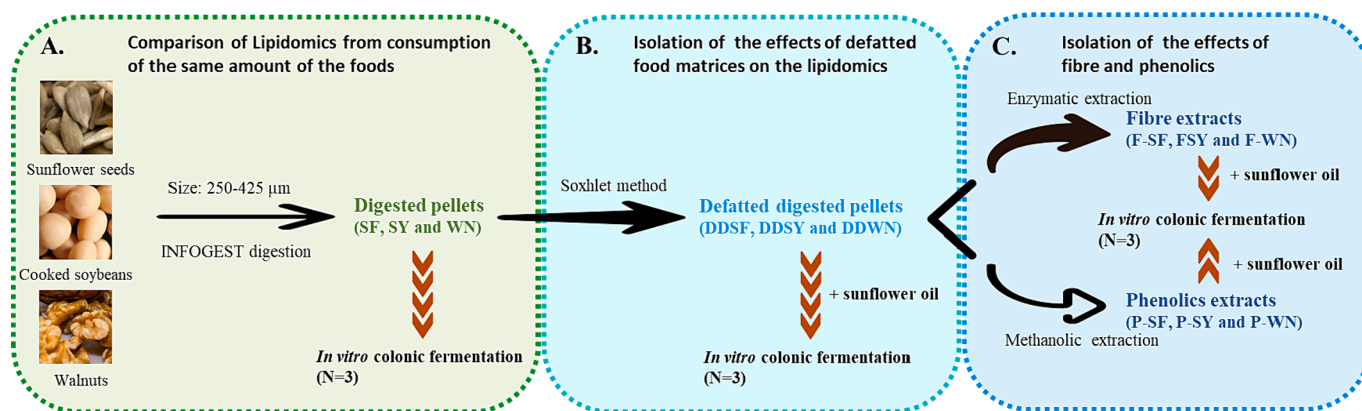 A.
Comparison of Lipidomics from consumption
of the same amount of the foods
Sunflower seeds
Cooked soybeans
Walnuts
Size: 250-425 μm
INFOGEST digestion
Digested pellets
(SF, SY and WN)
In vitro colonic fermentation
(N=3)
B.
Isolation of the effects of defatted
food matrices on the lipidomics
Soxhlet method
Defatted digested pellets
(DDSF, DDSY and DDWN)
+ sunflower oil
In vitro colonic fermentation
(N=3)
C.
Isolation of the effects of
fibre and phenolics
Enzymatic extraction
Fibre extracts
(F-SF, FSY and F-WN)
+ sunflower oil
In vitro colonic fermentation
(N=3)
+ sunflower oil
Phenolics extracts
(P-SF, P-SY and P-WN)
Methanolic extraction